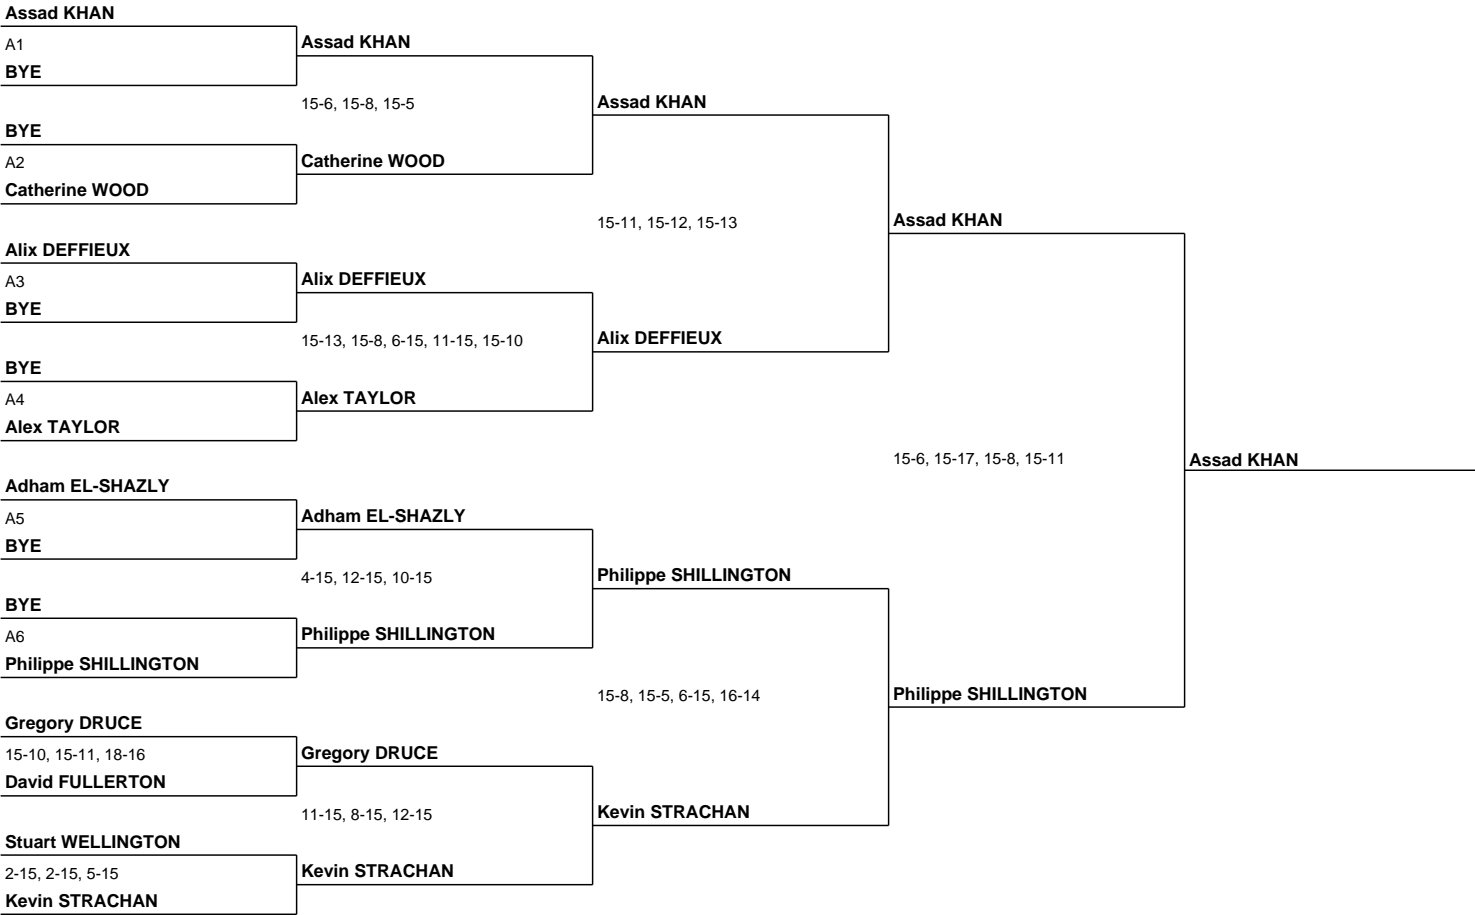 Assad KHAN
A1
BYE
BYE
A2
Catherine WOOD
Alix DEFFIEUX
A3
BYE
BYE
A4
Alex TAYLOR
Adham EL-SHAZLY
A5
BYE
BYE
A6
Philippe SHILLINGTON
Gregory DRUCE
15-10, 15-11, 18-16
David FULLERTON
Stuart WELLINGTON
2-15, 2-15, 5-15
Kevin STRACHAN
Assad KHAN
15-6, 15-8, 15-5
Catherine WOOD
Alix DEFFIEUX
15-13, 15-8, 6-15, 11-15, 15-10
Alex TAYLOR
Adham EL-SHAZLY
4-15, 12-15, 10-15
Philippe SHILLINGTON
Gregory DRUCE
11-15, 8-15, 12-15
Kevin STRACHAN
Assad KHAN
15-11, 15-12, 15-13
Alix DEFFIEUX
Philippe SHILLINGTON
15-8, 15-5, 6-15, 16-14
Kevin STRACHAN
Assad KHAN
15-6, 15-17, 15-8, 15-11
Philippe SHILLINGTON
Assad KHAN